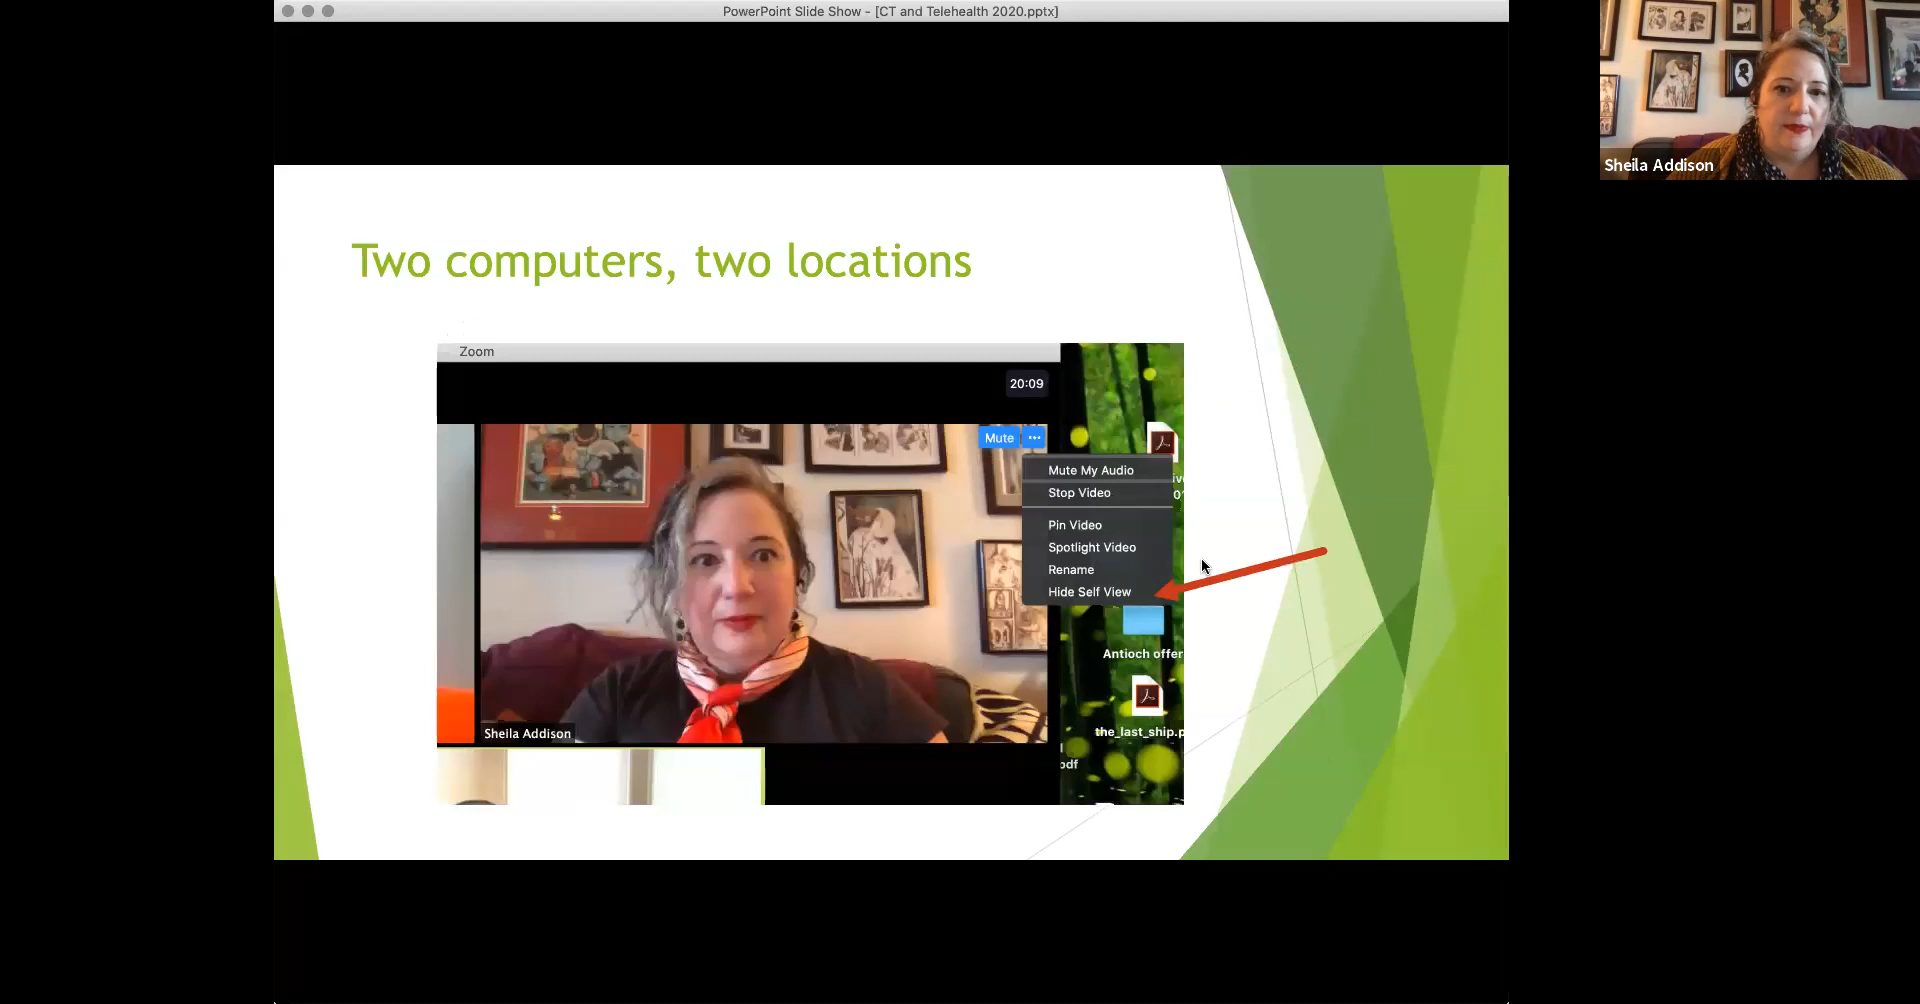 PowerPoint Slide Show - [CT and Telehealth 2020.pptx]
Sheila Addison
Two computers, two locations
Zoom
20:09
Mute
Mute My Audio
Stop Video
Pin Video
Spotlight Video
Rename
Hide Self View
Antioch offer
the_last_ship.p
pdf
Sheila Addison